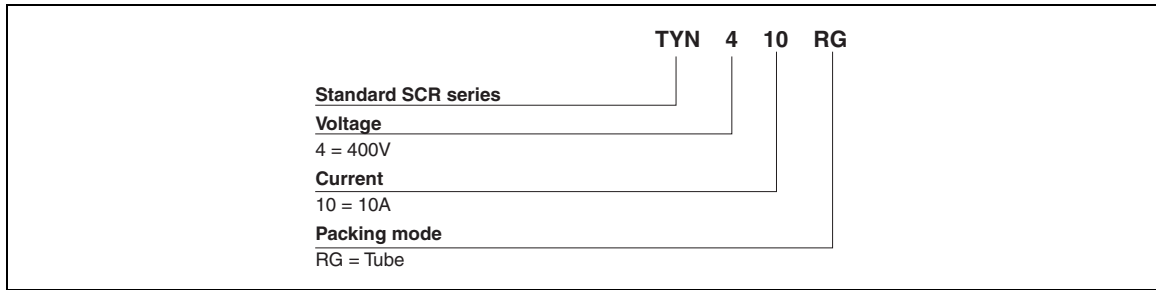 TYN 4 10 RG
Standard SCR series
Voltage
4 = 400V
Current
10 = 10A
Packing mode
RG = Tube